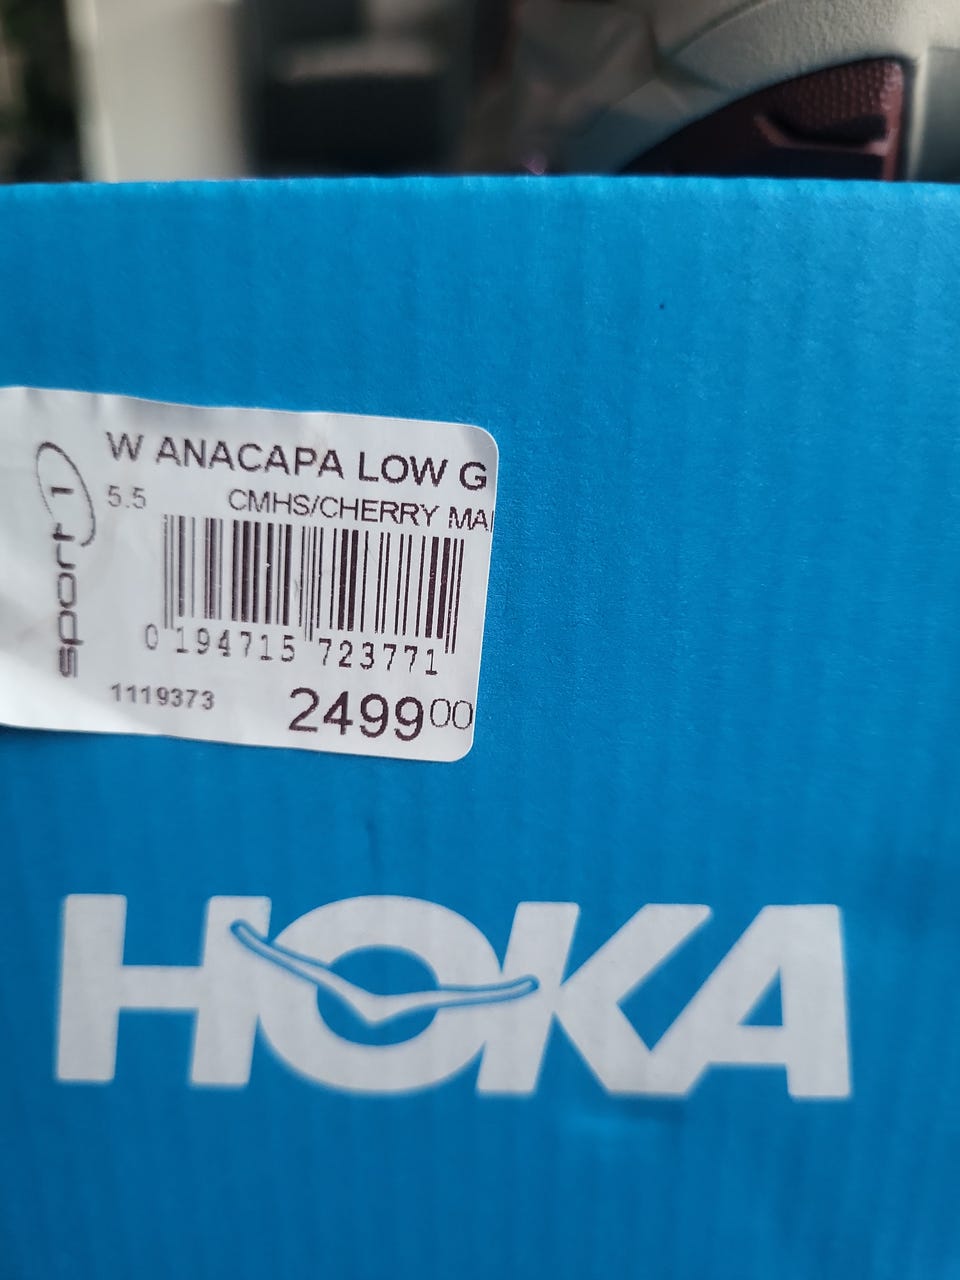 W ANACAPA LOW G
5.5 CMHS/CHERRY MA
sport 1
0 194715 723771
1119373 2499 00
HOKA